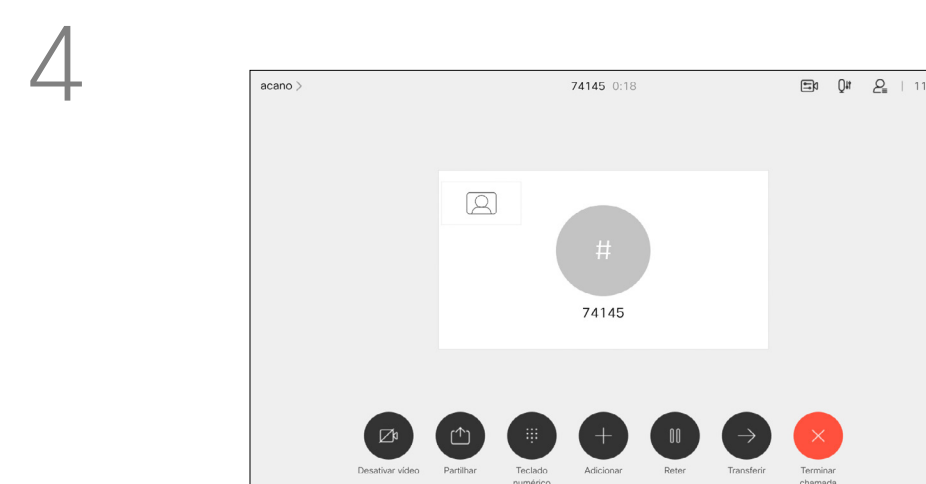 4
acano >
74145 0:18
11
#
74145
Desativar vídeo
Partilhar
Teclado
numérico
Adicionar
Reter
Transferir
Terminar
chamada